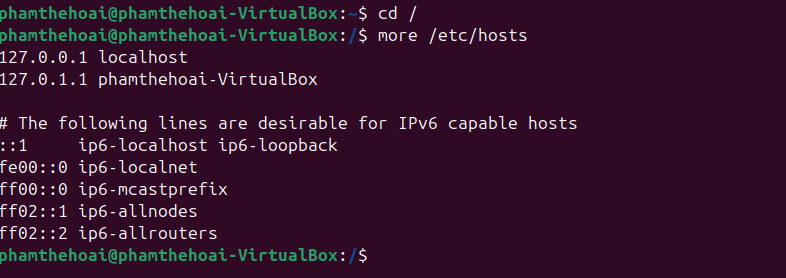 phamthehoai@phamthehoai-VirtualBox:~$ cd /
phamthehoai@phamthehoai-VirtualBox:/$ more /etc/hosts
127.0.0.1 localhost
127.0.1.1 phamthehoai-VirtualBox

# The following lines are desirable for IPv6 capable hosts
::1     ip6-localhost ip6-loopback
fe00::0 ip6-localnet
ff00::0 ip6-mcastprefix
ff02::1 ip6-allnodes
ff02::2 ip6-allrouters
phamthehoai@phamthehoai-VirtualBox:/$